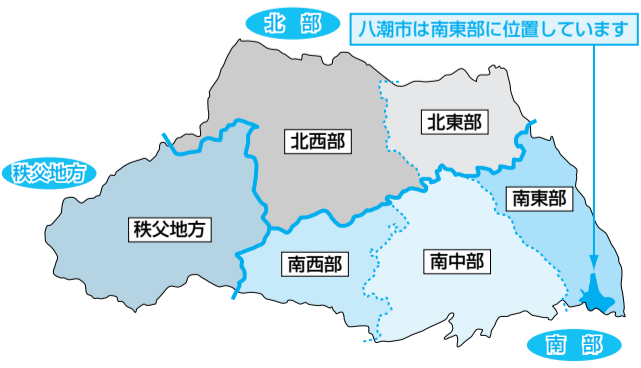 北 部
八潮市は南東部に位置しています
北東部
北西部
秩父地方
南東部
秩父地方
南西部
南中部
南 部